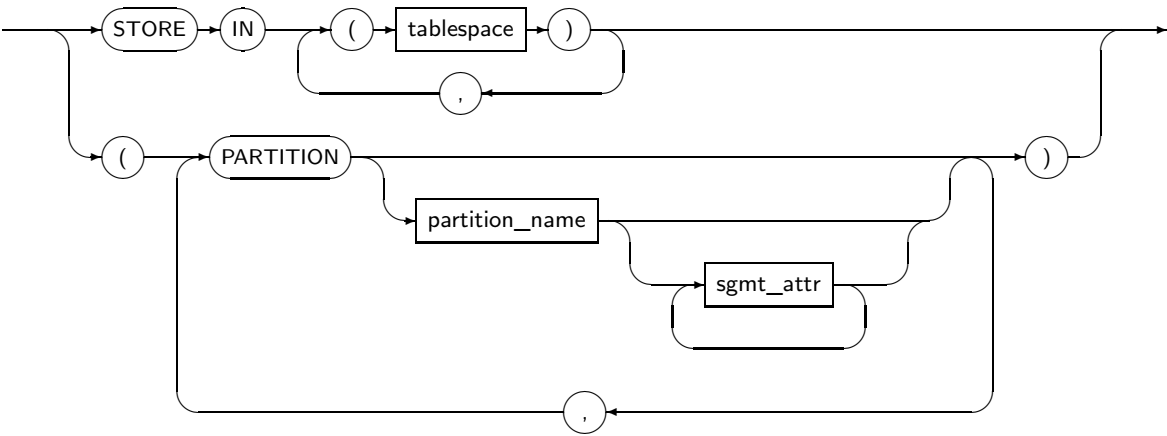 STORE IN ( tablespace )
,
( PARTITION )
partition_name
sgmt_attr
,